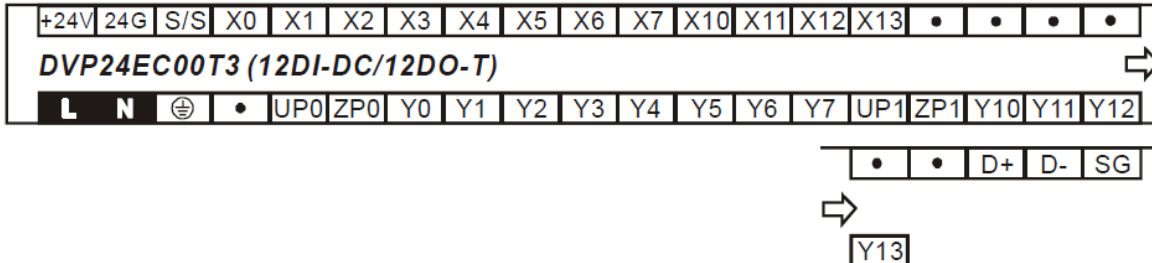 +24V 24G S/S X0 X1 X2 X3 X4 X5 X6 X7 X10 X11 X12 X13 • • • •
DVP24EC00T3 (12DI-DC/12DO-T)
L N ⏚ • UP0 ZP0 Y0 Y1 Y2 Y3 Y4 Y5 Y6 Y7 UP1 ZP1 Y10 Y11 Y12
• • D+ D- SG
Y13